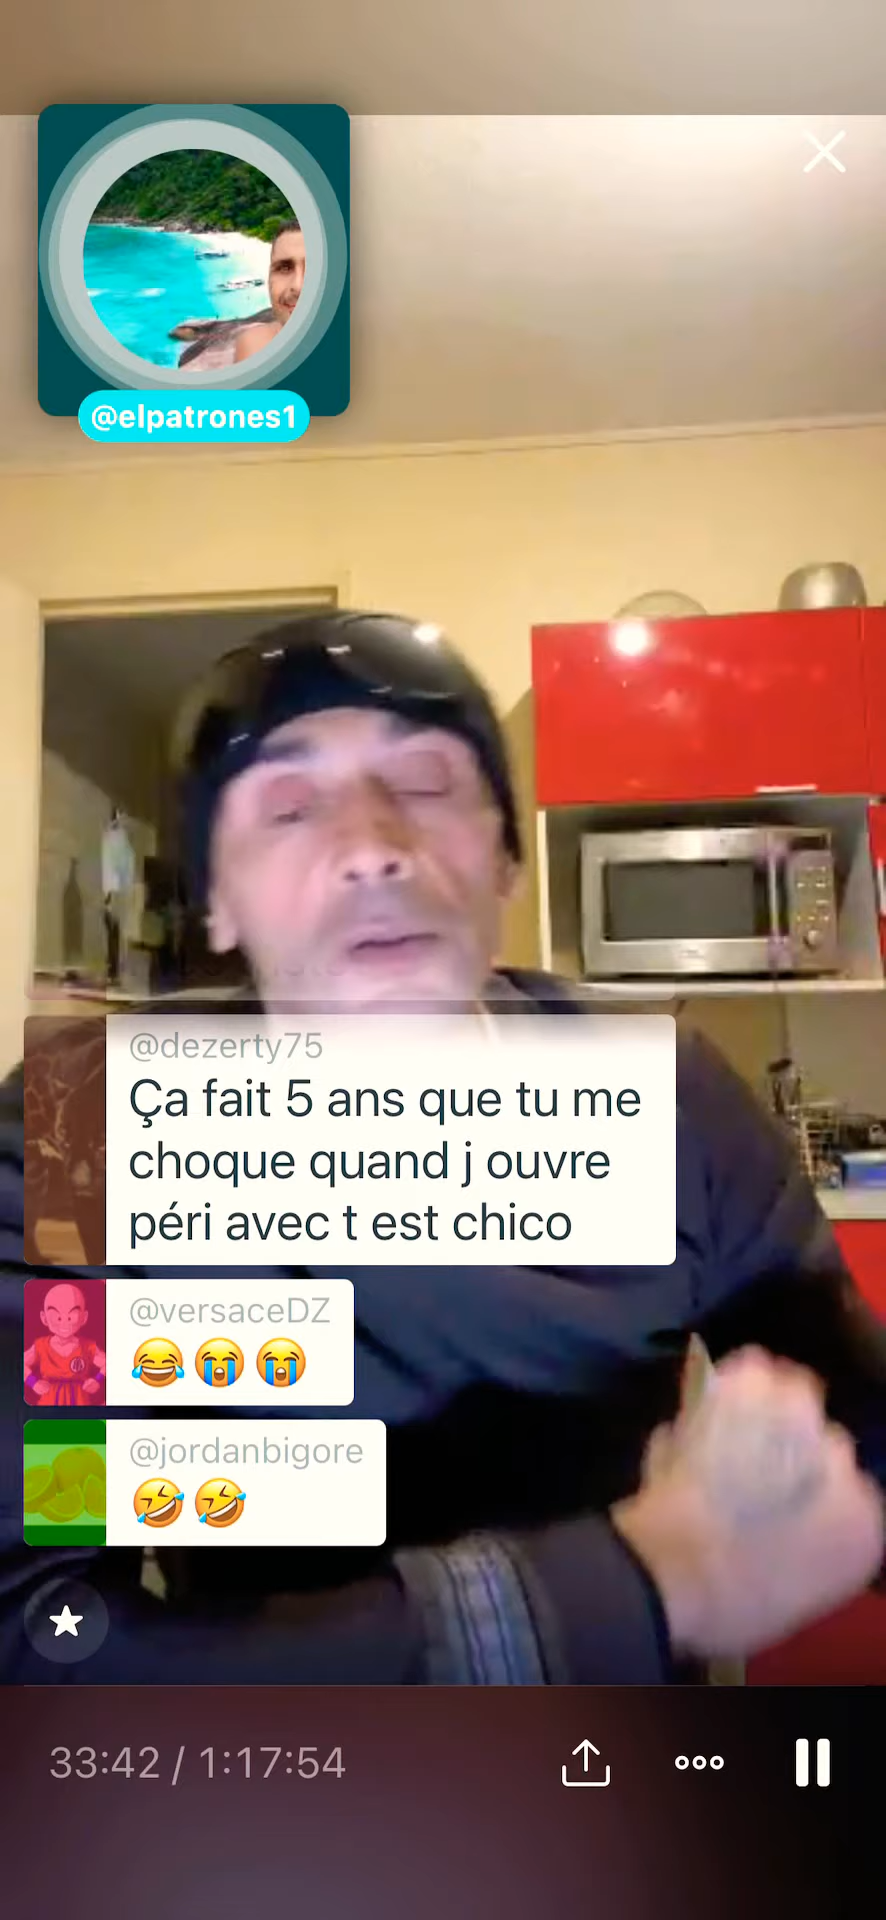 @elpatrones1
@dezerty75
Ça fait 5 ans que tu me
choque quand j ouvre
péri avec t est chico
@versaceDZ
😂😭😭
@jordanbigore
🤣🤣
33:42 / 1:17:54